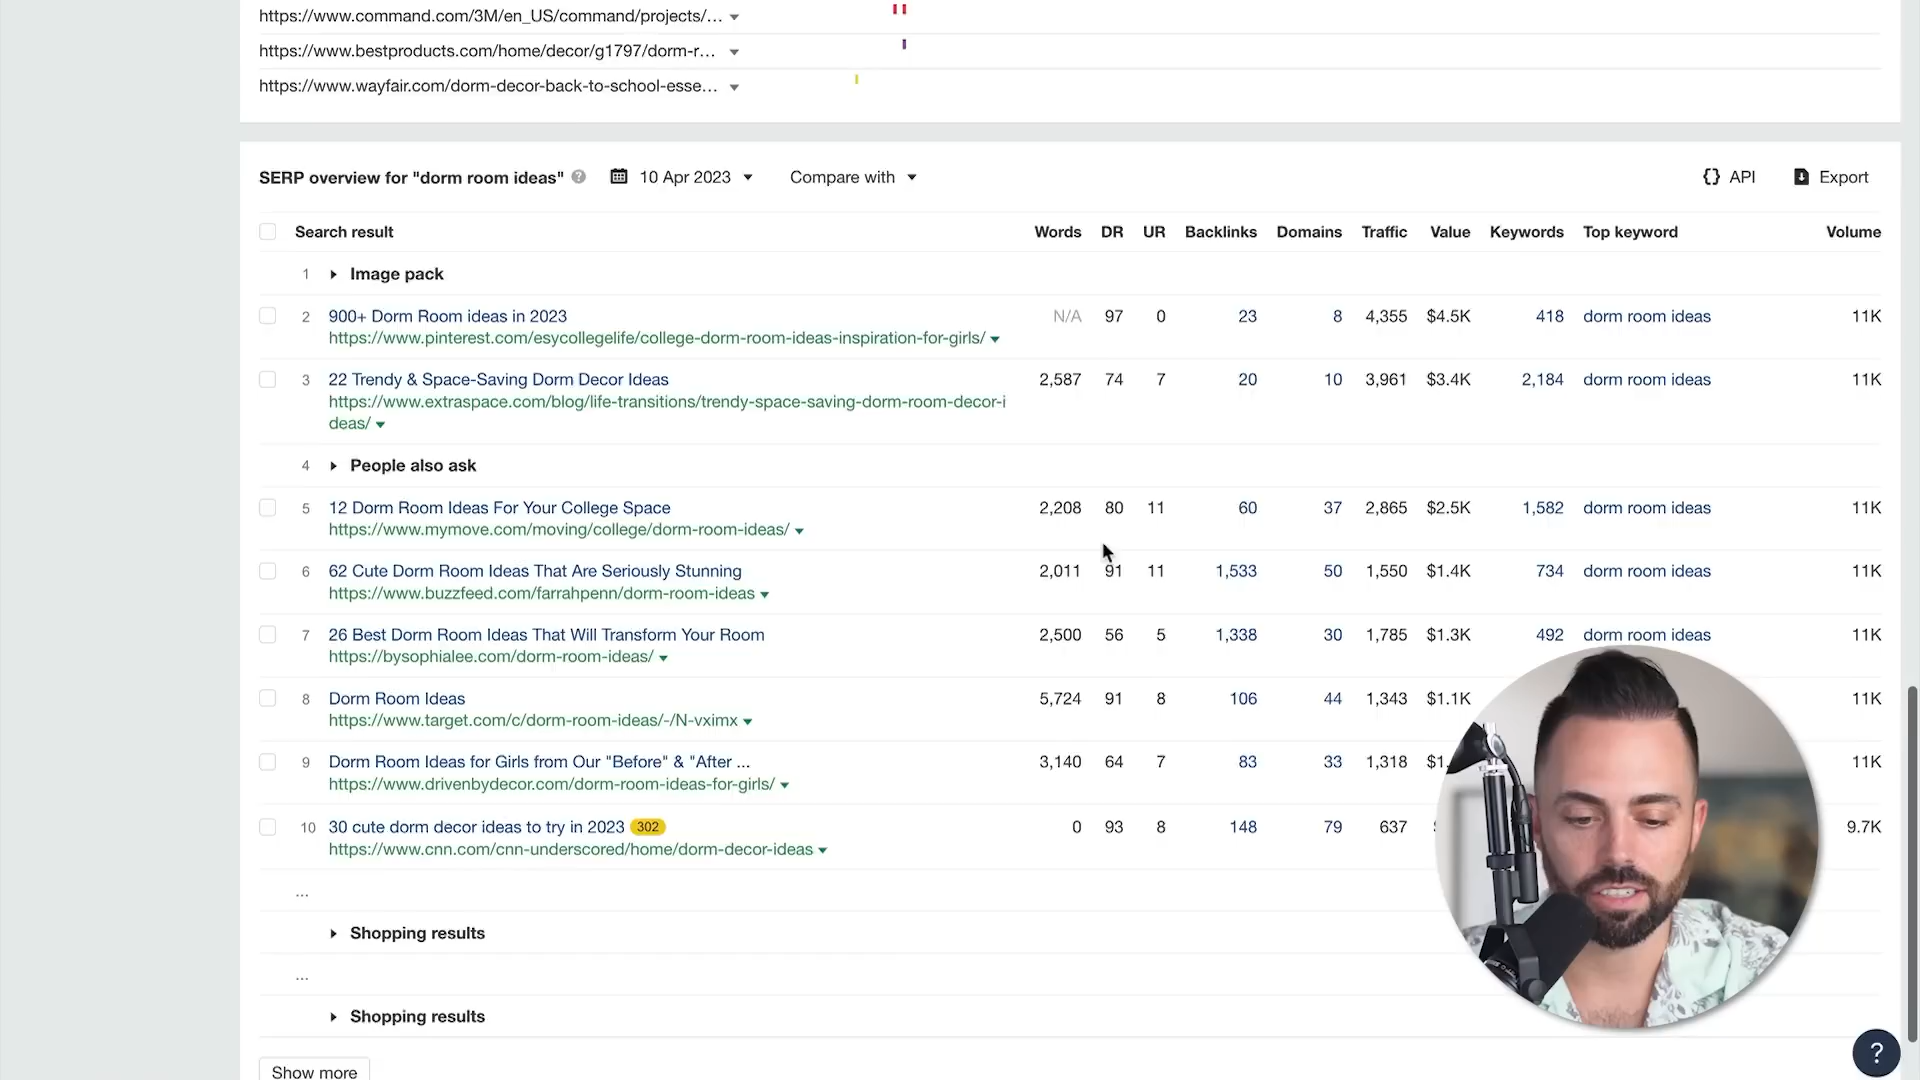 https://www.command.com/3M/en_US/command/projects/...
https://www.bestproducts.com/home/decor/g1797/dorm-r...
https://www.wayfair.com/dorm-decor-back-to-school-esse...
SERP overview for "dorm room ideas" ? 10 Apr 2023 Compare with {} API Export
Search result Words DR UR Backlinks Domains Traffic Value Keywords Top keyword Volume
1 Image pack
2 900+ Dorm Room ideas in 2023 N/A 97 0 23 8 4,355 $4.5K 418 dorm room ideas 11K
https://www.pinterest.com/esycollegelife/college-dorm-room-ideas-inspiration-for-girls/
3 22 Trendy & Space-Saving Dorm Decor Ideas 2,587 74 7 20 10 3,961 $3.4K 2,184 dorm room ideas 11K
https://www.extraspace.com/blog/life-transitions/trendy-space-saving-dorm-room-decor-i
deas/
4 People also ask
5 12 Dorm Room Ideas For Your College Space 2,208 80 11 60 37 2,865 $2.5K 1,582 dorm room ideas 11K
https://www.mymove.com/moving/college/dorm-room-ideas/
6 62 Cute Dorm Room Ideas That Are Seriously Stunning 2,011 91 11 1,533 50 1,550 $1.4K 734 dorm room ideas 11K
https://www.buzzfeed.com/farrahpenn/dorm-room-ideas
7 26 Best Dorm Room Ideas That Will Transform Your Room 2,500 56 5 1,338 30 1,785 $1.3K 492 dorm room ideas 11K
https://bysophialee.com/dorm-room-ideas/
8 Dorm Room Ideas 5,724 91 8 106 44 1,343 $1.1K 11K
https://www.target.com/c/dorm-room-ideas/-/N-vximx
9 Dorm Room Ideas for Girls from Our "Before" & "After ... 3,140 64 7 83 33 1,318 $1. 11K
https://www.drivenbydecor.com/dorm-room-ideas-for-girls/
10 30 cute dorm decor ideas to try in 2023 302 0 93 8 148 79 637 9.7K
https://www.cnn.com/cnn-underscored/home/dorm-decor-ideas
...
Shopping results
...
Shopping results
Show more
?